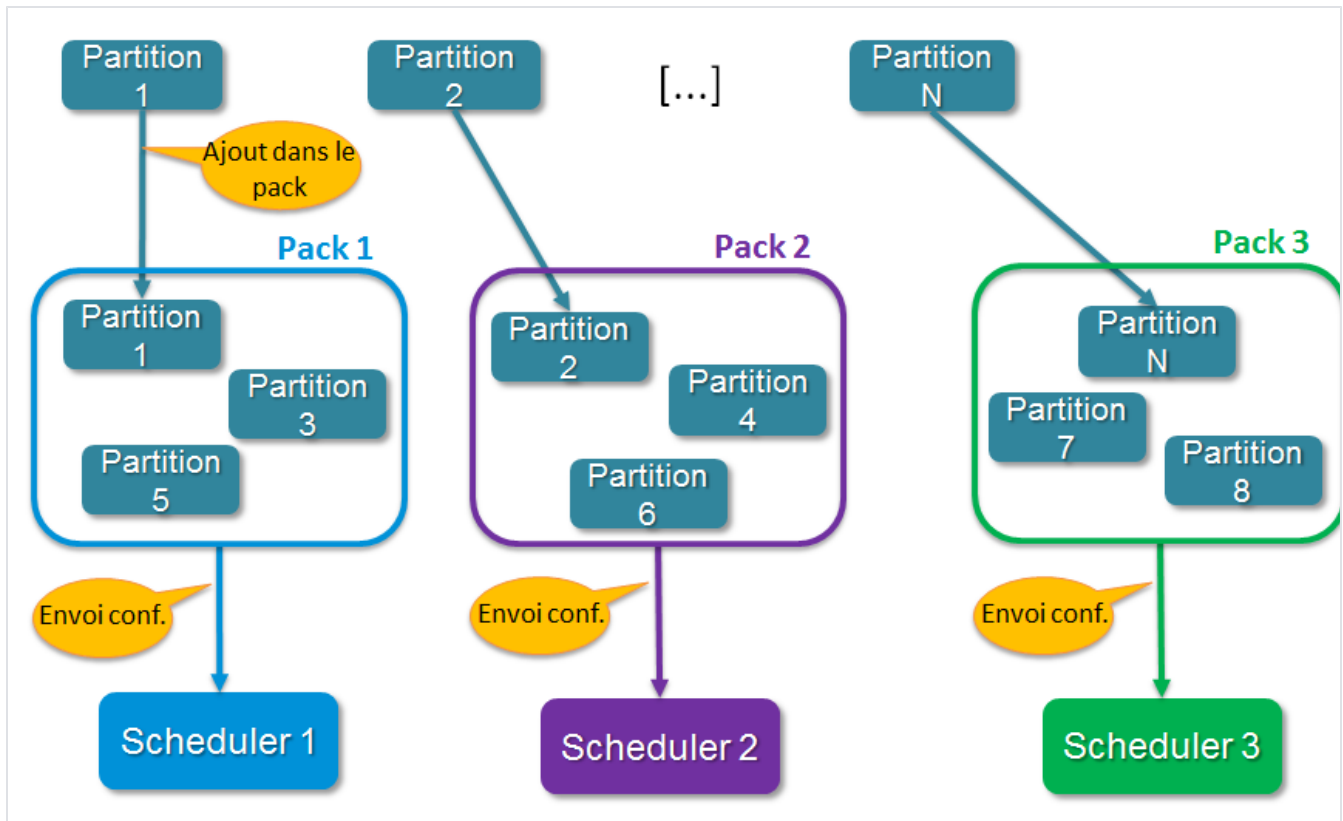 Partition
1
Partition
2
[...]
Partition
N
Ajout dans le
pack
Pack 1
Pack 2
Pack 3
Partition
1
Partition
3
Partition
5
Partition
2
Partition
4
Partition
6
Partition
N
Partition
7
Partition
8
Envoi conf.
Envoi conf.
Envoi conf.
Scheduler 1
Scheduler 2
Scheduler 3